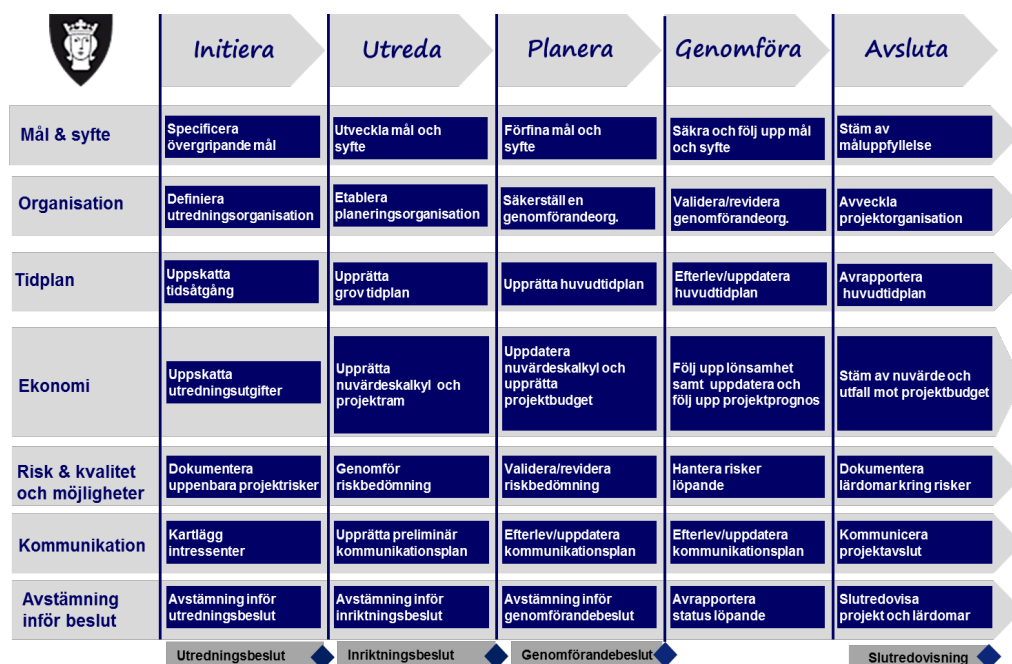 Initiera
Utreda
Planera
Genomföra
Avsluta
Mål & syfte
Specificera
övergripande mål
Utveckla mål och
syfte
Förfina mål och
syfte
Säkra och följ upp mål
och syfte
Stäm av
måluppfyllelse
Organisation
Definiera
utredningsorganisation
Etablera
planeringsorganisation
Säkerställ en
genomförandeorg.
Validera/revidera
genomförandeorg.
Avveckla
projektorganisation
Tidplan
Uppskatta
tidsåtgång
Upprätta
grov tidplan
Upprätta huvudtidplan
Efterlev/uppdatera
huvudtidplan
Avrapportera
huvudtidplan
Ekonomi
Uppskatta
utredningsutgifter
Upprätta
nuvärdeskalkyl och
projektram
Uppdatera
nuvärdeskalkyl och
upprätta
projektbudget
Följ upp lönsamhet
samt uppdatera och
följ upp projektprognos
Stäm av nuvärde och
utfall mot projektbudget
Risk & kvalitet
och möjligheter
Dokumentera
uppenbara projektrisker
Genomför
riskbedömning
Validera/revidera
riskbedömning
Hantera risker
löpande
Dokumentera
lärdomar kring risker
Kommunikation
Kartlägg
intressenter
Upprätta preliminär
kommunikationsplan
Efterlev/uppdatera
kommunikationsplan
Efterlev/uppdatera
kommunikationsplan
Kommunicera
projektavslut
Avstämning
inför beslut
Avstämning inför
utredningsbeslut
Avstämning inför
inriktningsbeslut
Avstämning inför
genomförandebeslut
Avrapportera
status löpande
Slutredovisa
projekt och lärdomar
Utredningsbeslut
Inriktningsbeslut
Genomförandebeslut
Slutredovisning